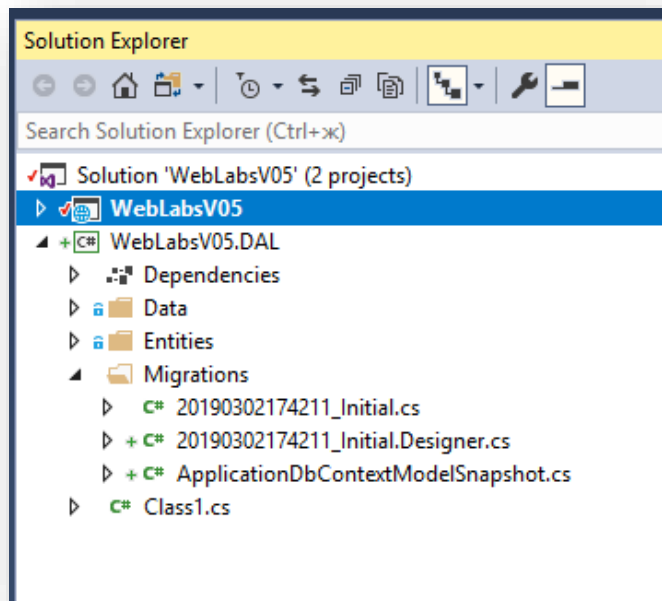 Solution Explorer
Search Solution Explorer (Ctrl+ж)
Solution 'WebLabsV05' (2 projects)
WebLabsV05
C# WebLabsV05.DAL
Dependencies
Data
Entities
Migrations
C# 20190302174211_Initial.cs
C# 20190302174211_Initial.Designer.cs
C# ApplicationDbContextModelSnapshot.cs
C# Class1.cs